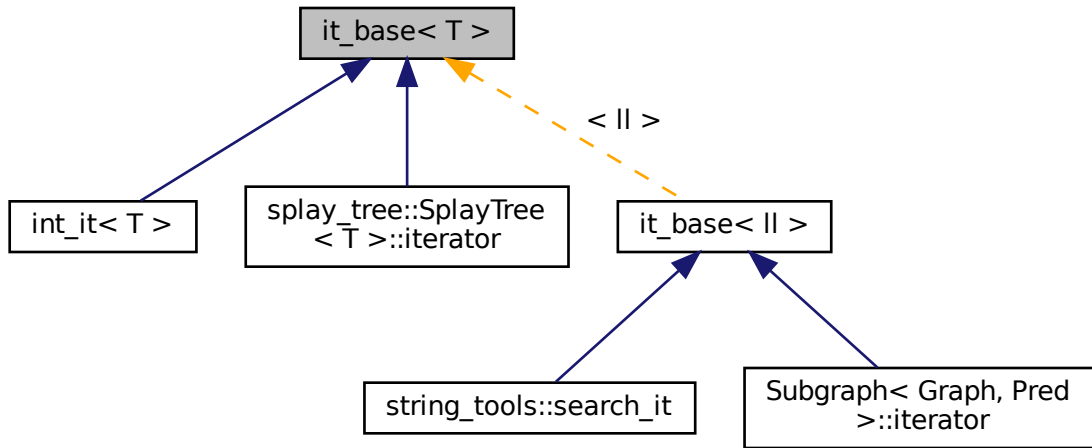 it_base< T >
< ll >
int_it< T >
splay_tree::SplayTree
< T >::iterator
it_base< ll >
string_tools::search_it
Subgraph< Graph, Pred
>::iterator